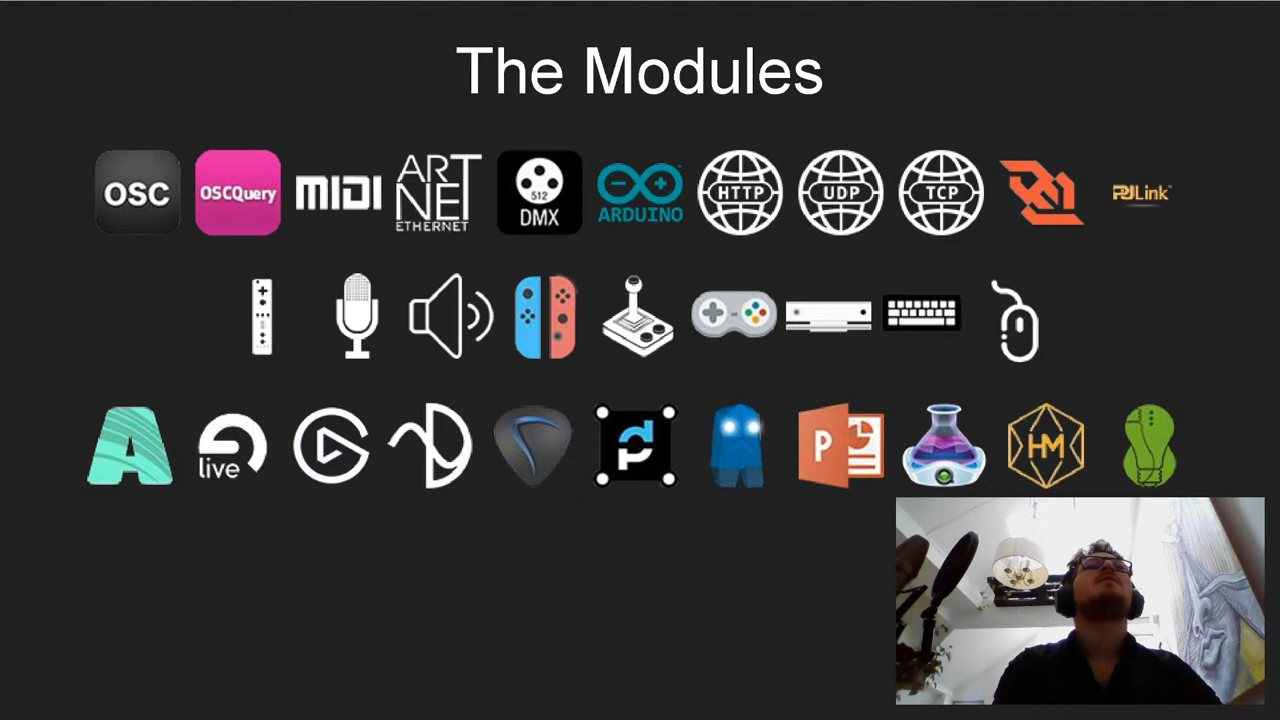 The Modules
OSC
OSCQuery
MIDI
ART
NET
ETHERNET
512
DMX
ARDUINO
HTTP
UDP
TCP
PJLink
live
P
HM